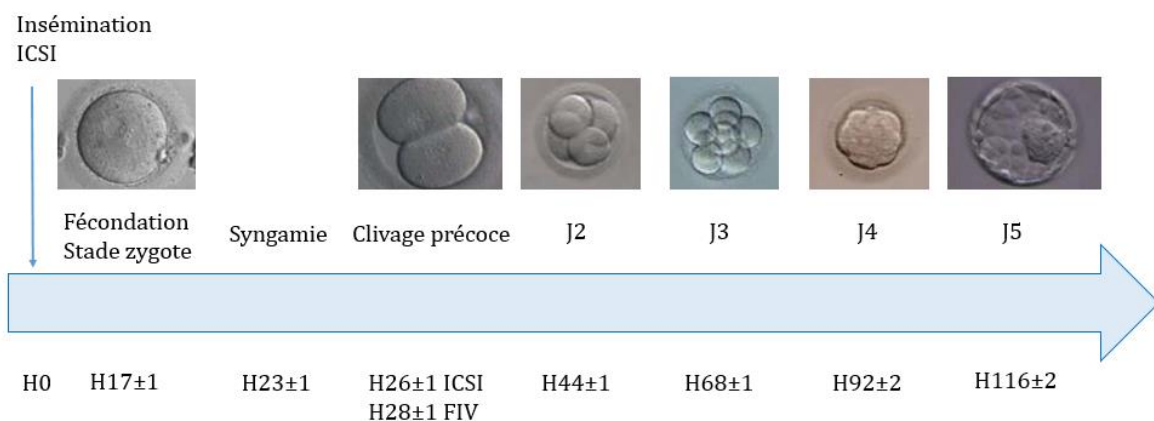 Insémination
ICSI
Fécondation
Stade zygote
Syngamie
Clivage précoce
J2
J3
J4
J5
H0
H17±1
H23±1
H26±1 ICSI
H28±1 FIV
H44±1
H68±1
H92±2
H116±2